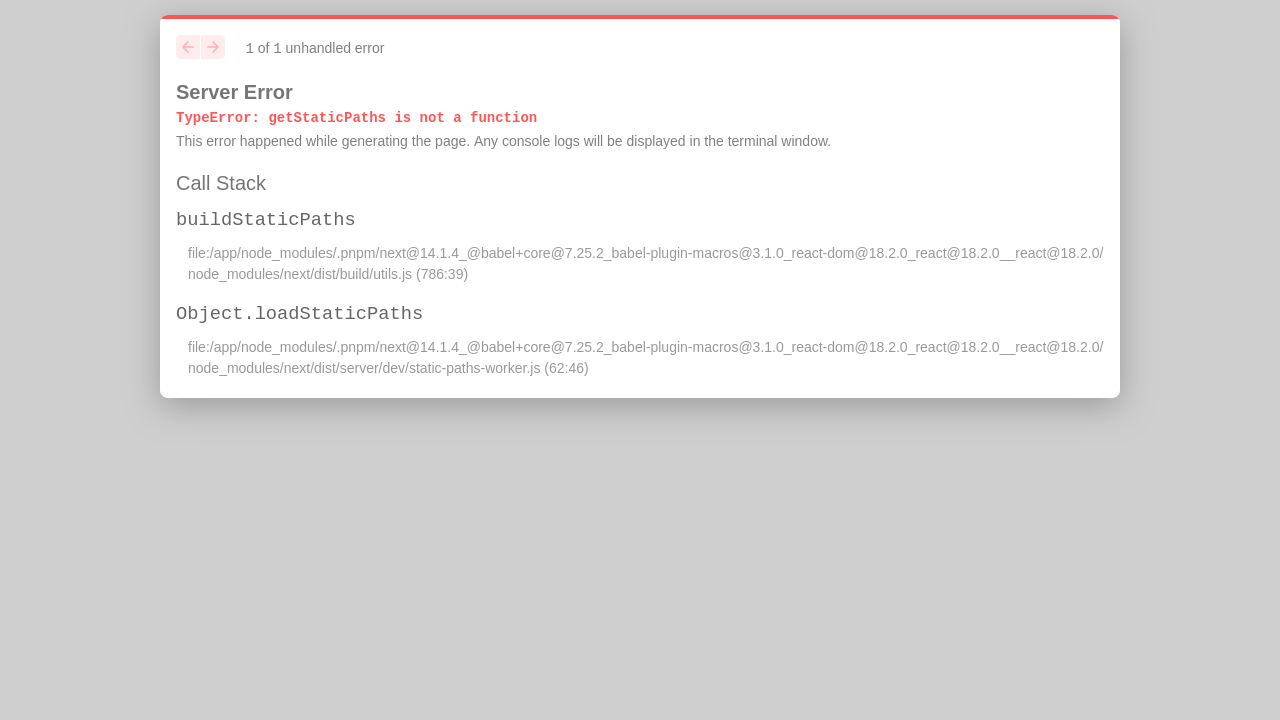 1 of 1 unhandled error
Server Error
TypeError: getStaticPaths is not a function
This error happened while generating the page. Any console logs will be displayed in the terminal window.
Call Stack
buildStaticPaths
file:/app/node_modules/.pnpm/next@14.1.4_@babel+core@7.25.2_babel-plugin-macros@3.1.0_react-dom@18.2.0_react@18.2.0__react@18.2.0/
node_modules/next/dist/build/utils.js (786:39)
Object.loadStaticPaths
file:/app/node_modules/.pnpm/next@14.1.4_@babel+core@7.25.2_babel-plugin-macros@3.1.0_react-dom@18.2.0_react@18.2.0__react@18.2.0/
node_modules/next/dist/server/dev/static-paths-worker.js (62:46)